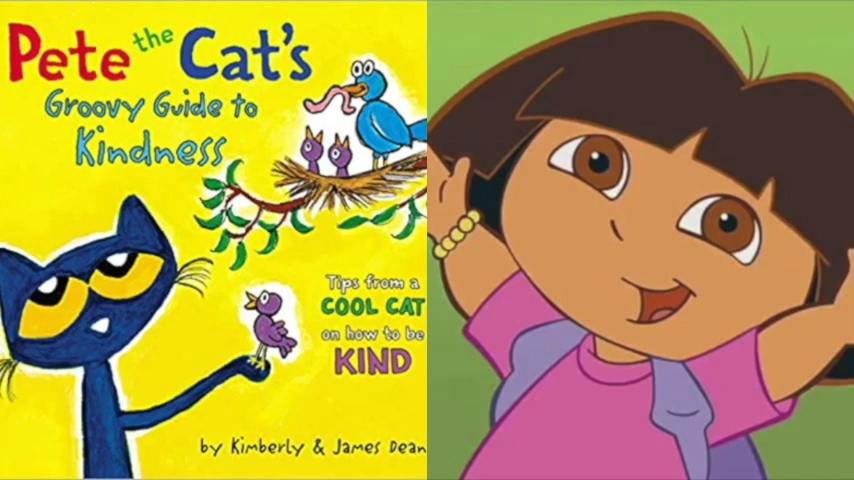 Pete the Cat's
Groovy Guide to
Kindness
Tips from a
COOL CAT
on how to be
KIND
by Kimberly & James Dean